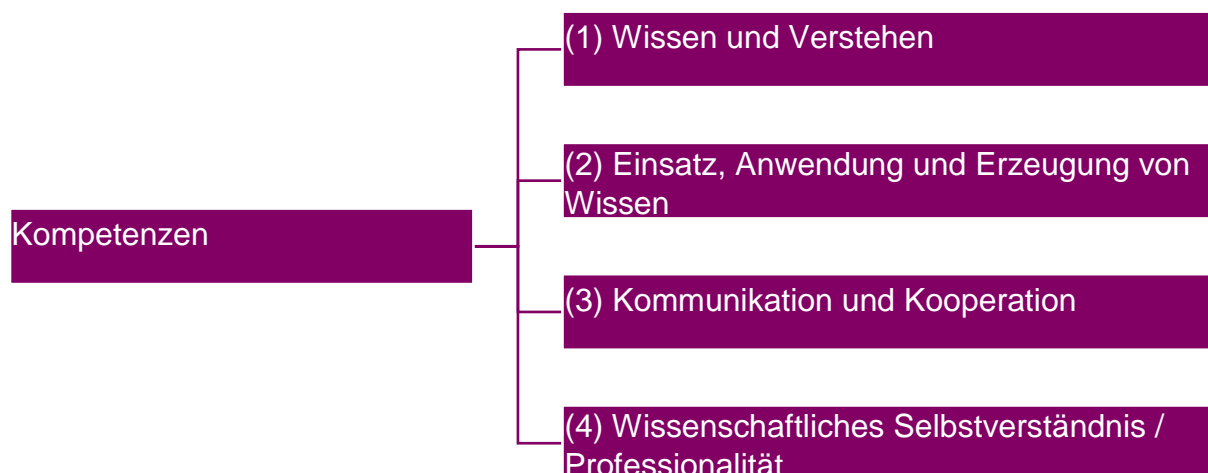 (1) Wissen und Verstehen
(2) Einsatz, Anwendung und Erzeugung von
Wissen
Kompetenzen
(3) Kommunikation und Kooperation
(4) Wissenschaftliches Selbstverständnis /
Professionalität